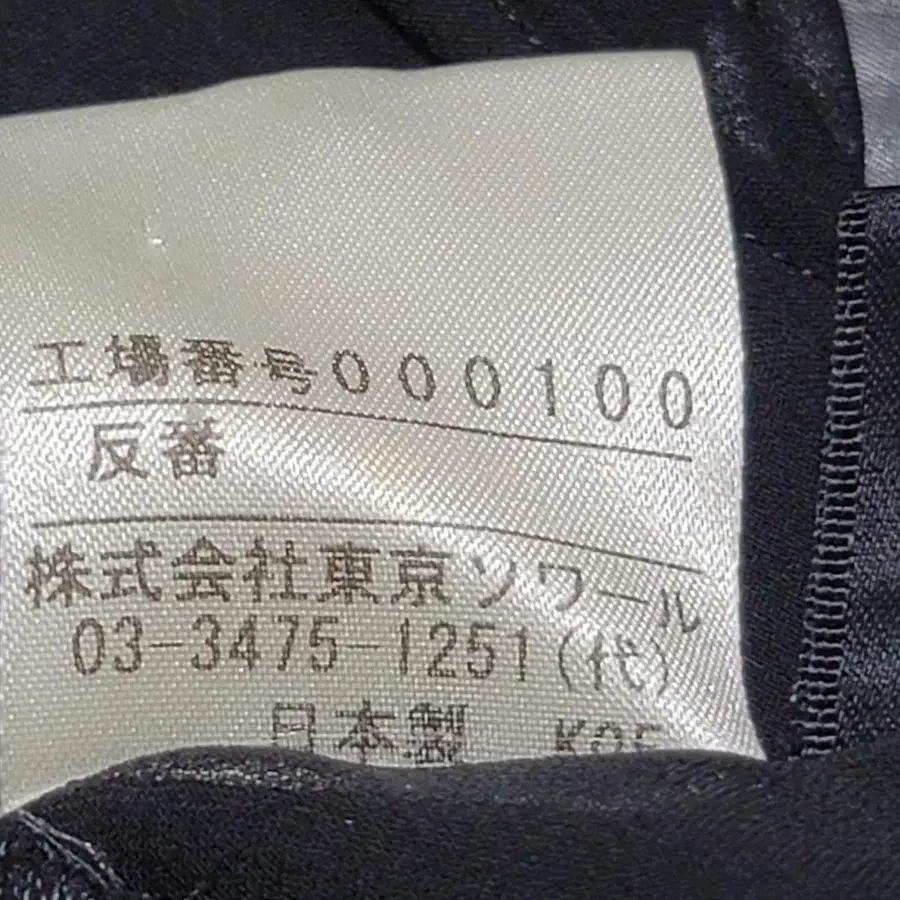 工場番号000100
反番
株式会社東京ソワール
03-3475-1251(代)
日本製